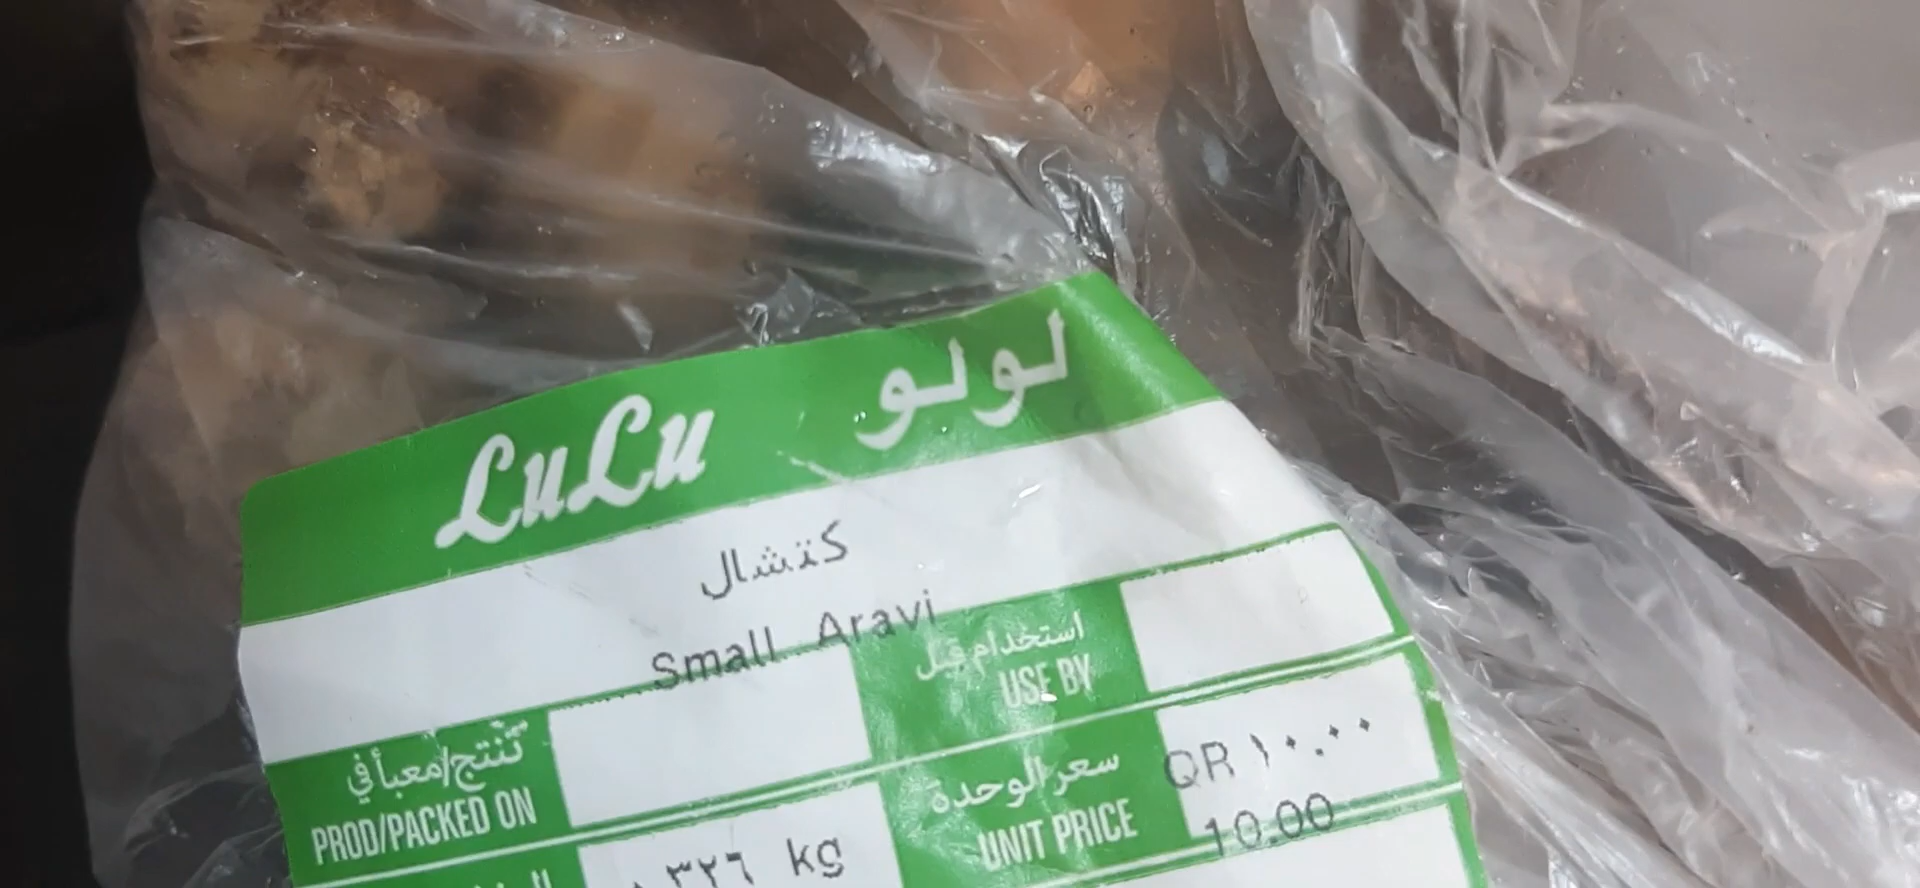 LuLu لولو
كتشال
Small Aravi
استخدام قبل
USE BY
تنتج/معبأ في
PROD/PACKED ON
سعر الوحدة
UNIT PRICE
QR ١٠.٠٠
10.00
٣٢٦ kg